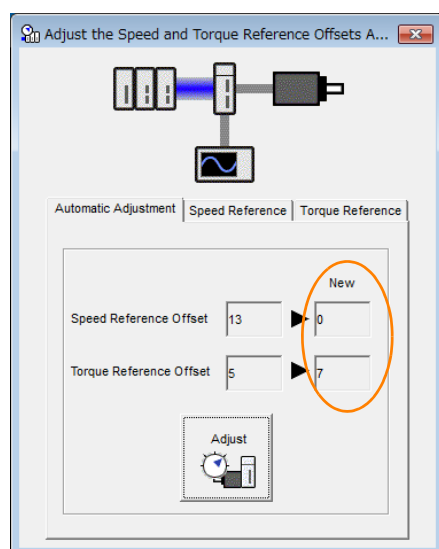 Adjust the Speed and Torque Reference Offsets A...
Automatic Adjustment Speed Reference Torque Reference
New
Speed Reference Offset 13 0
Torque Reference Offset 5 7
Adjust